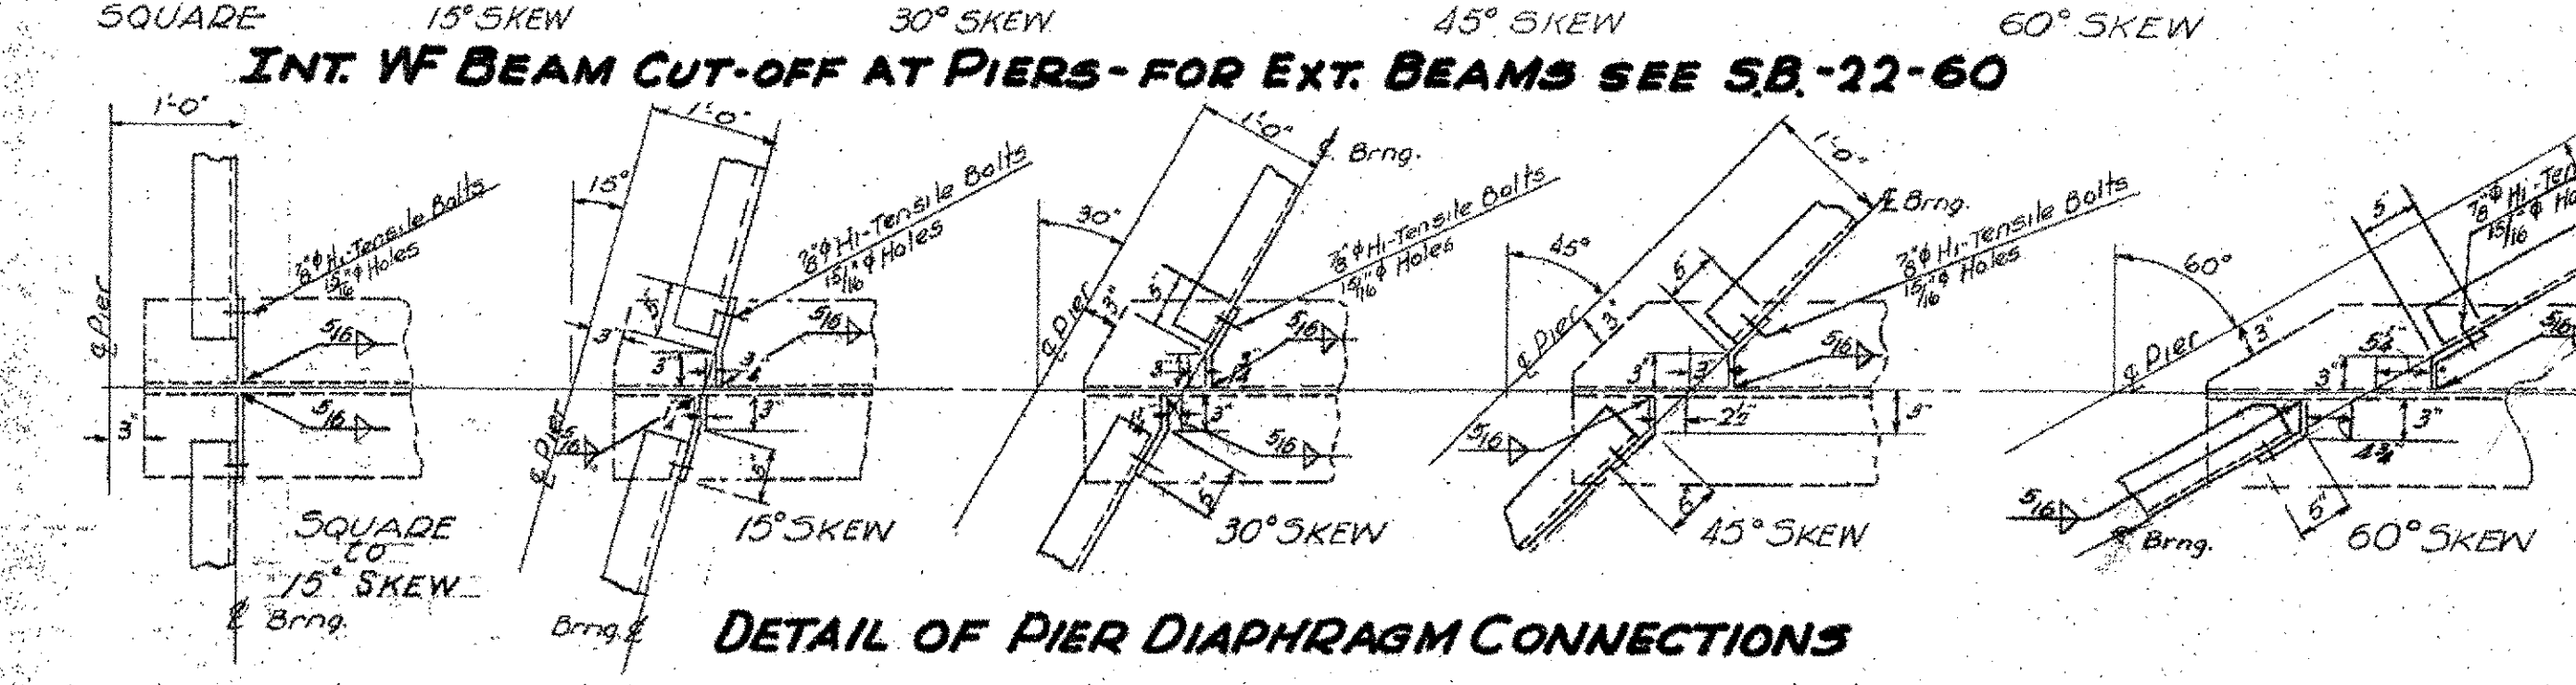 SQUARE 15° SKEW 30° SKEW 45° SKEW 60° SKEW
INT. WF BEAM CUT-OFF AT PIERS - FOR EXT. BEAMS SEE S.B.-22-60
1'-0"
℄ Pier
7/8"φ Hi-Tensile Bolts
15/16"φ Holes
5/16
5/16
3"
SQUARE
to
15° SKEW
℄ Brng.
1'-0"
15°
7/8"φ Hi-Tensile Bolts
15/16"φ Holes
5"
3"
3"
3/4
5/16
3"
5/16
5"
℄ Pier
15° SKEW
Brng. ℄
1'-0"
℄ Brng.
30°
7/8"φ Hi-Tensile Bolts
15/16"φ Holes
3"
5"
℄ Pier
5/16
3"
5/16
5"
30° SKEW
1'-0"
℄ Brng.
45°
7/8"φ Hi-Tensile Bolts
15/16"φ Holes
5"
3"
℄ Pier
5/16
3"
3"
2 1/2"
3"
5/16
45° SKEW
5"
7/8"φ Hi-Ten
15/16"φ Ho
60°
3"
℄ Pier
5/16
3"
3"
5/16
5"
℄ Brng.
60° SKEW
DETAIL OF PIER DIAPHRAGM CONNECTIONS